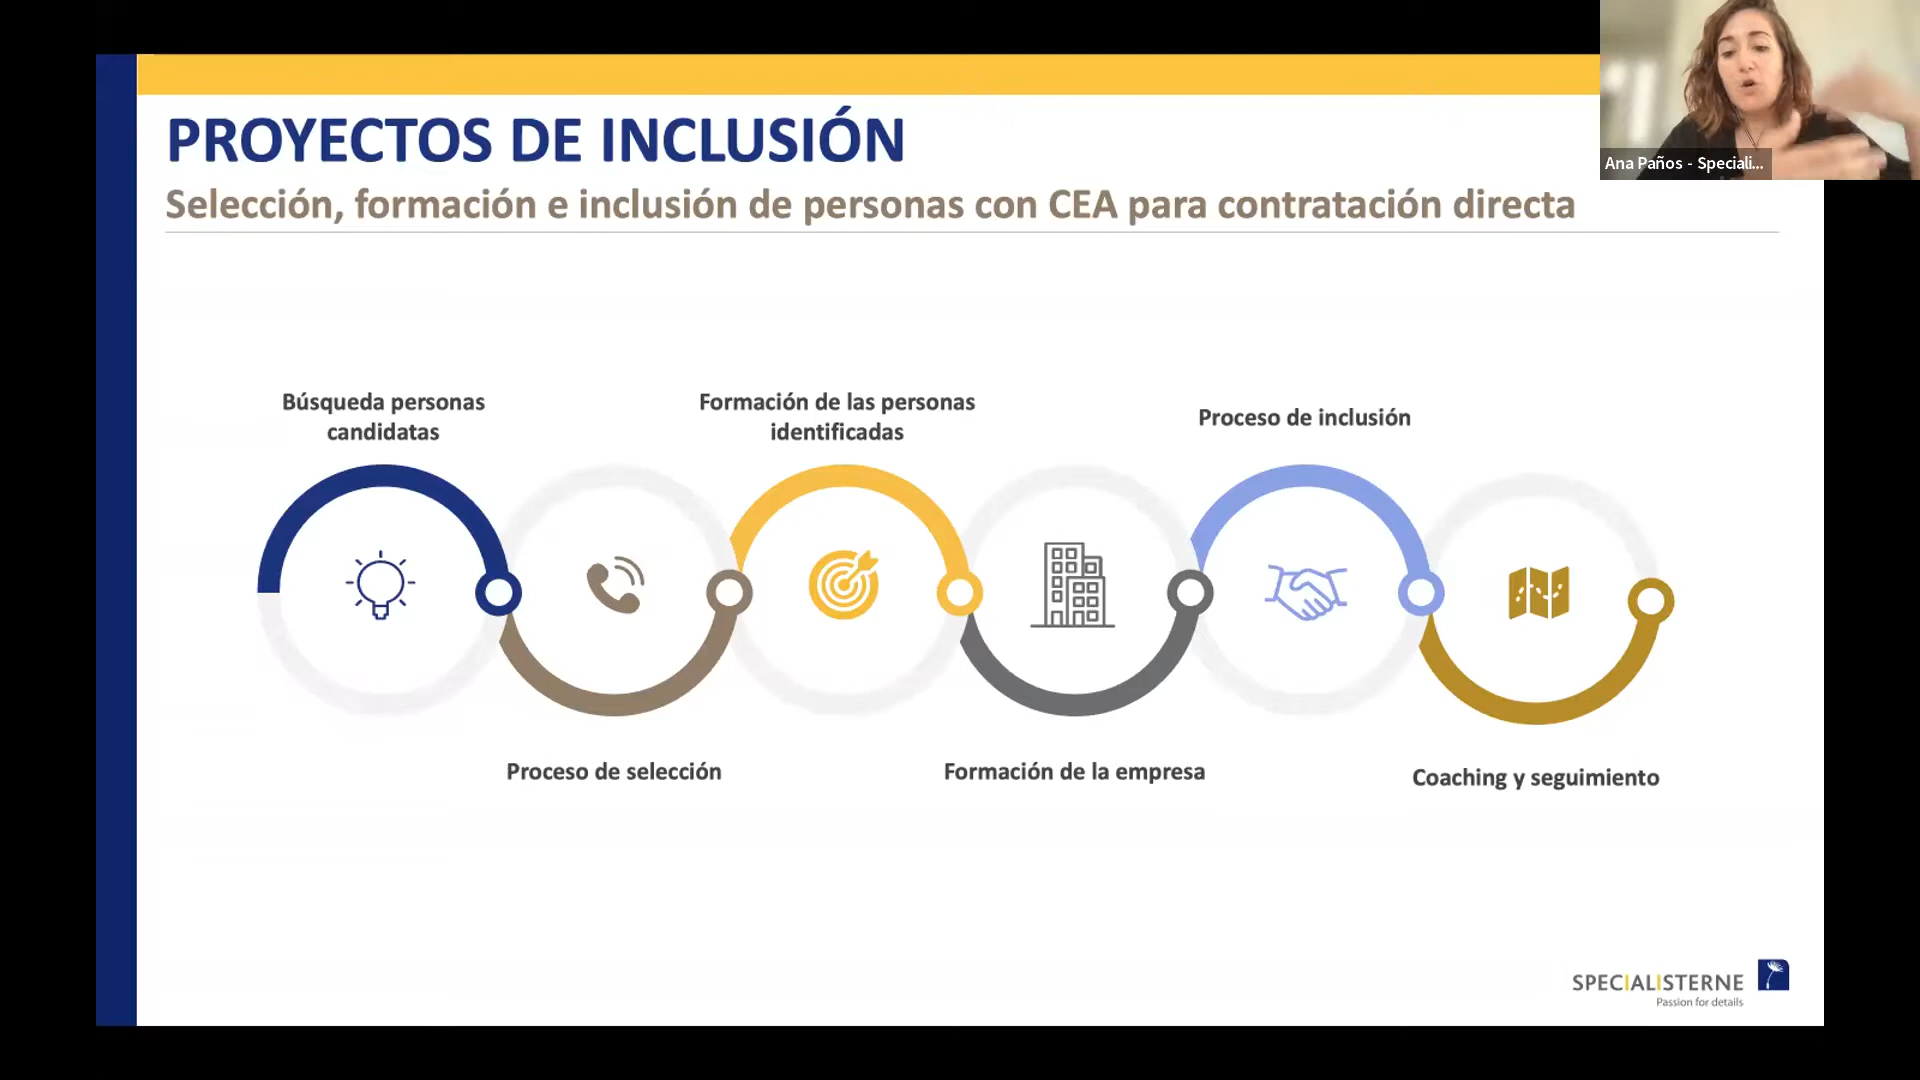 PROYECTOS DE INCLUSIÓN
Selección, formación e inclusión de personas con CEA para contratación directa
Ana Paños - Speciali...
Búsqueda personas
candidatas
Formación de las personas
identificadas
Proceso de inclusión
Proceso de selección
Formación de la empresa
Coaching y seguimiento
SPECIALISTERNE
Passion for details